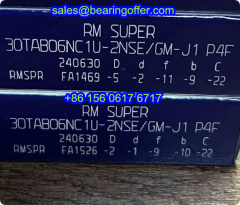 sales@bearingoffer.com
RM SUPER
30TAB06NC1U-2NSE/GM-J1 P4F
240630 D d f b C
RMSPR FA1469 -5 -2 -11 -9 -22
+86 156 0617 6717
RM SUPER
30TAB06NC1U-2NSE/GM-J1 P4F
240630 D d f b C
RMSPR FA1526 -2 -1 -9 -10 -22